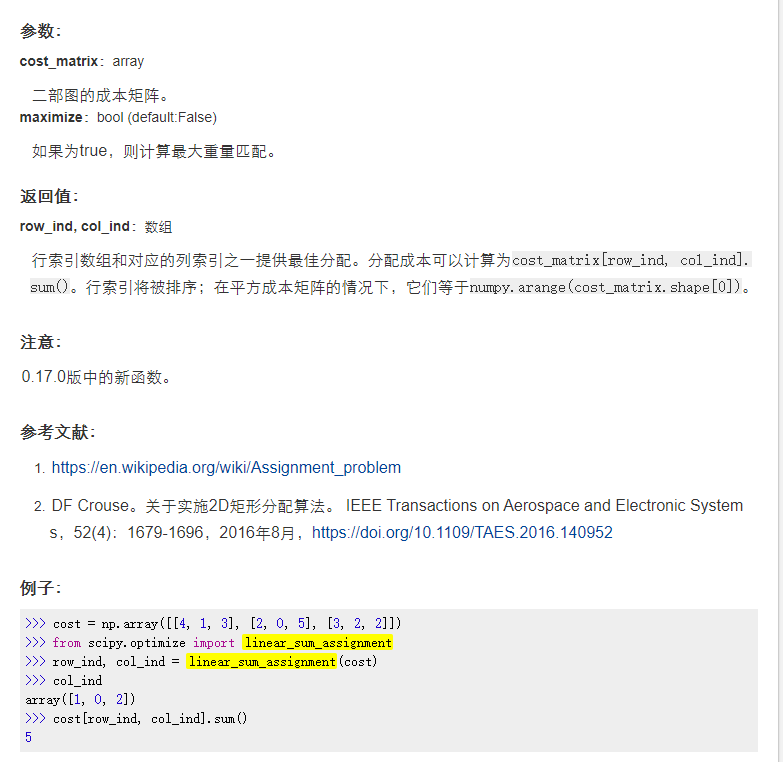 参数：
cost_matrix：array
二部图的成本矩阵。
maximize：bool (default:False)
如果为true，则计算最大重量匹配。
返回值：
row_ind, col_ind：数组
行索引数组和对应的列索引之一提供最佳分配。分配成本可以计算为cost_matrix[row_ind, col_ind].
sum()。行索引将被排序；在平方成本矩阵的情况下，它们等于numpy.arange(cost_matrix.shape[0])。
注意：
0.17.0版中的新函数。
参考文献：
1. https://en.wikipedia.org/wiki/Assignment_problem
2. DF Crouse。关于实施2D矩形分配算法。 IEEE Transactions on Aerospace and Electronic System
s，52(4)：1679-1696，2016年8月，https://doi.org/10.1109/TAES.2016.140952
例子：
>>> cost = np.array([[4, 1, 3], [2, 0, 5], [3, 2, 2]])
>>> from scipy.optimize import linear_sum_assignment
>>> row_ind, col_ind = linear_sum_assignment(cost)
>>> col_ind
array([1, 0, 2])
>>> cost[row_ind, col_ind].sum()
5